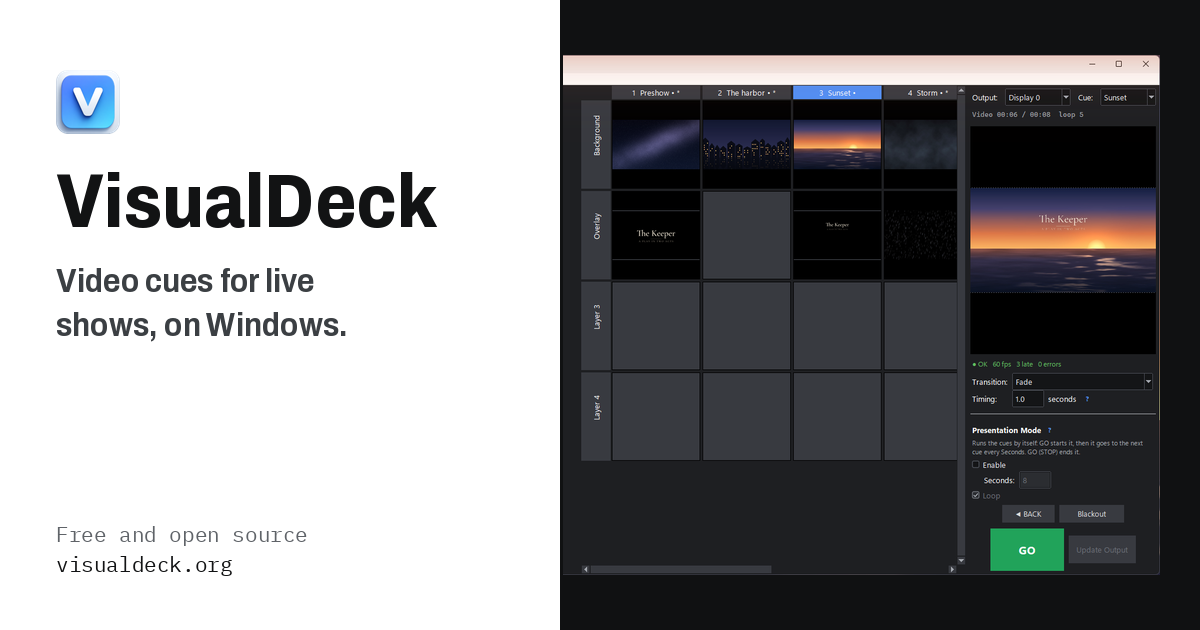 V
VisualDeck
Video cues for live
shows, on Windows.
Free and open source
visualdeck.org
1 Preshow • *
2 The harbor • *
3 Sunset •
4 Storm • *
Background
Overlay
Layer 3
Layer 4
The Keeper
The Keeper
Output: Display 0 Cue: Sunset
Video 00:06 / 00:08 loop 5
The Keeper
● OK 60 fps 3 late 0 errors
Transition: Fade
Timing: 1.0 seconds ?
Presentation Mode ?
Runs the cues by itself: GO starts it, then it goes to the next
cue every Seconds. GO (STOP) ends it.
Enable
Seconds: 8
Loop
◄ BACK Blackout
GO Update Output